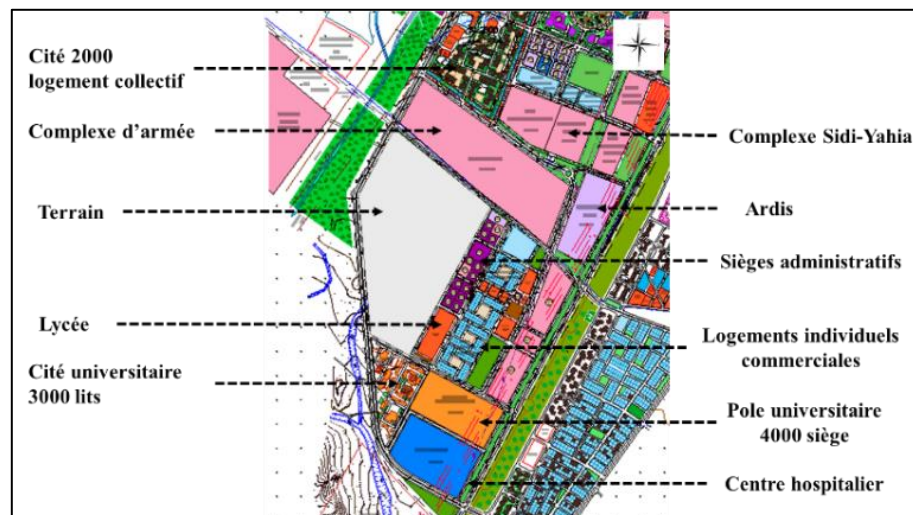 Cité 2000
logement collectif
Complexe d’armée
Terrain
Lycée
Cité universitaire
3000 lits
Complexe Sidi-Yahia
Ardis
Sièges administratifs
Logements individuels
commerciales
Pole universitaire
4000 siège
Centre hospitalier